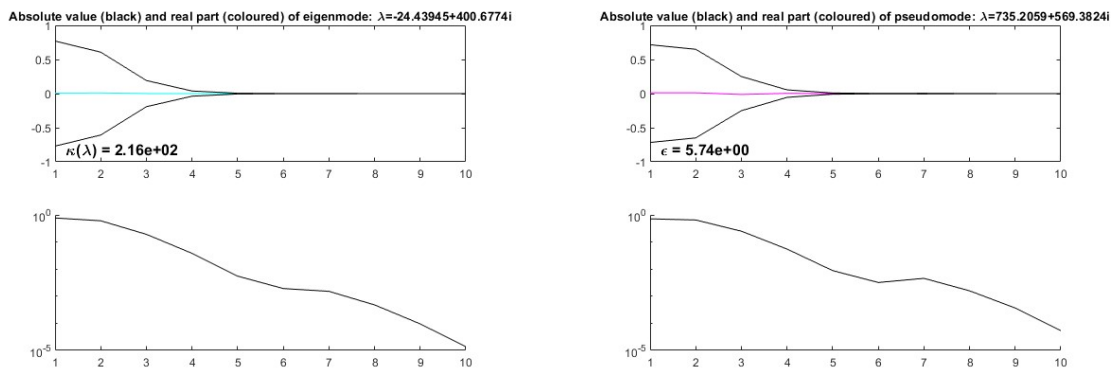 Absolute value (black) and real part (coloured) of eigenmode: λ=-24.43945+400.6774i
1
0.5
0
-0.5
-1
κ(λ) = 2.16e+02
1 2 3 4 5 6 7 8 9 10
10^0
10^-5
1 2 3 4 5 6 7 8 9 10
Absolute value (black) and real part (coloured) of pseudomode: λ=735.2059+569.3824i
1
0.5
0
-0.5
-1
ϵ = 5.74e+00
1 2 3 4 5 6 7 8 9 10
10^0
10^-5
1 2 3 4 5 6 7 8 9 10